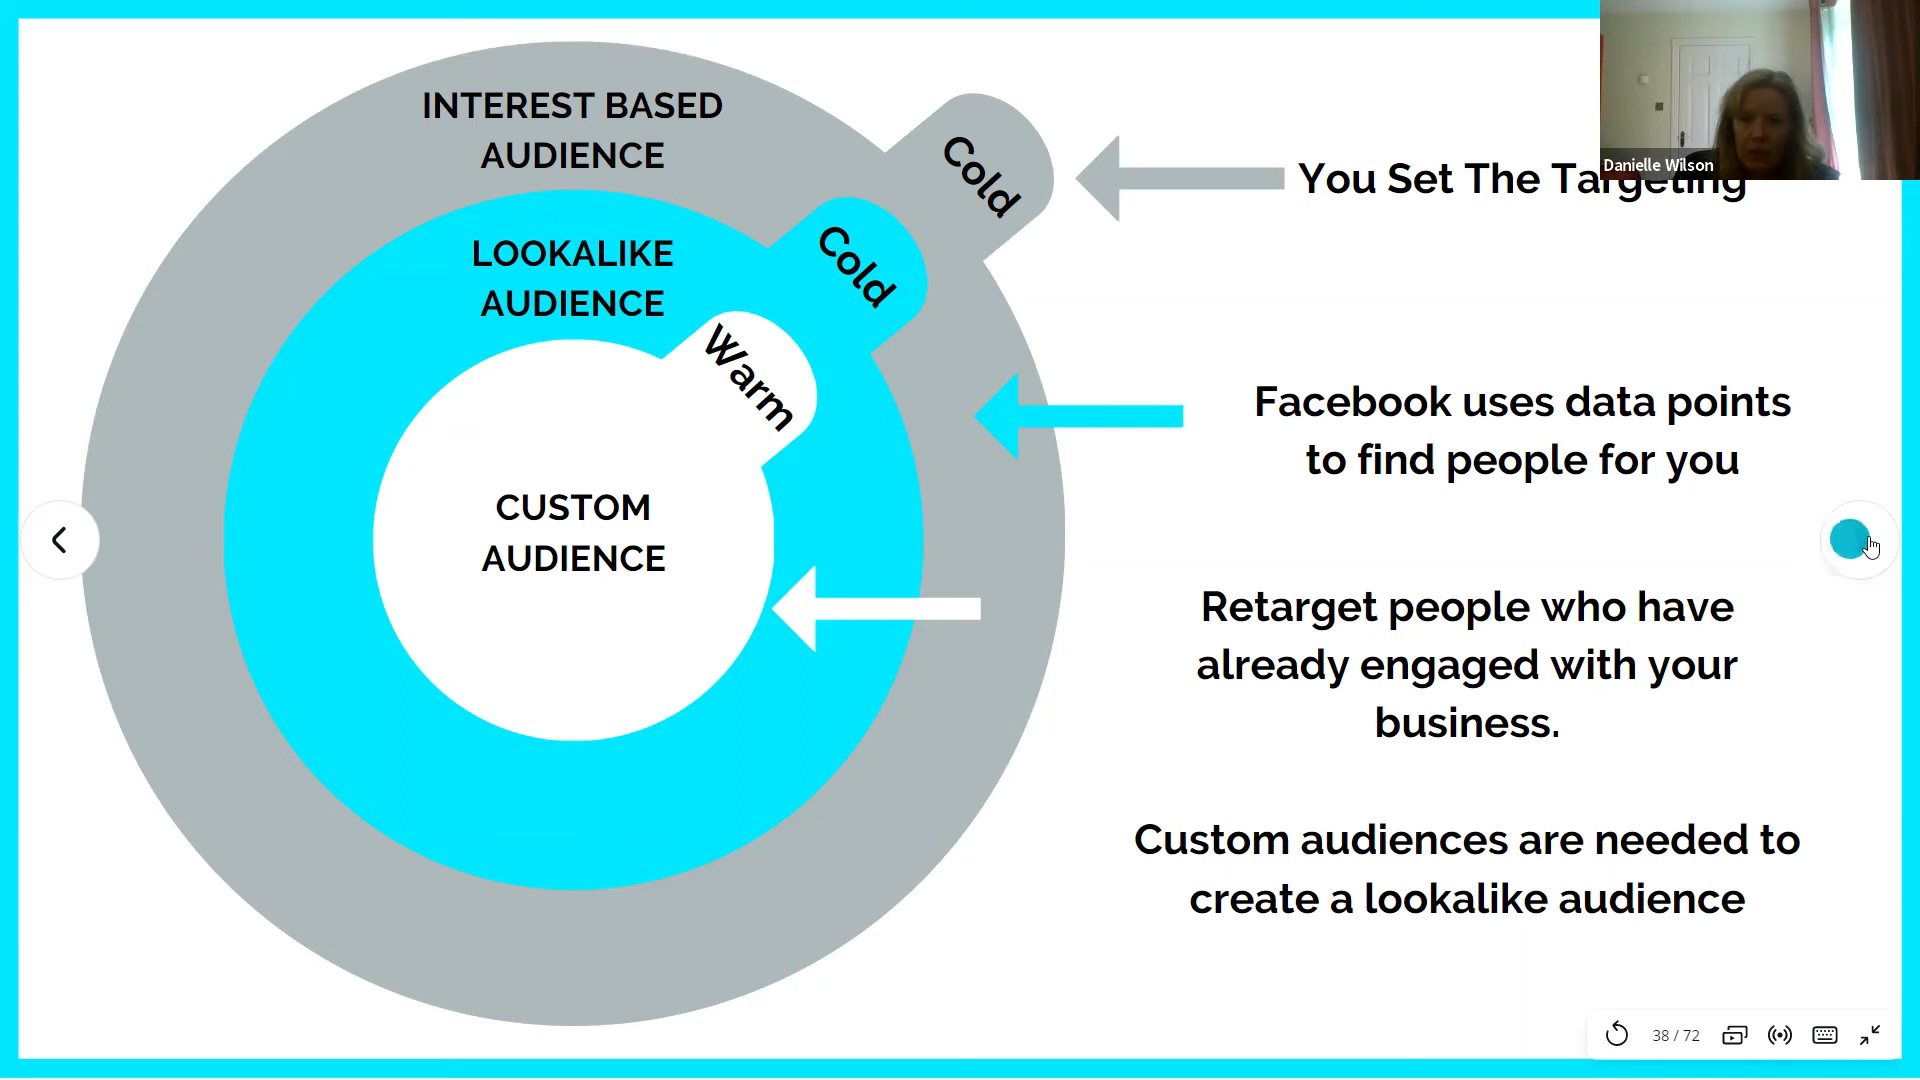 INTEREST BASED
AUDIENCE
Cold
You Set The Targeting
Danielle Wilson
LOOKALIKE
AUDIENCE
Cold
Warm
Facebook uses data points
to find people for you
CUSTOM
AUDIENCE
Retarget people who have
already engaged with your
business.
Custom audiences are needed to
create a lookalike audience
38 / 72